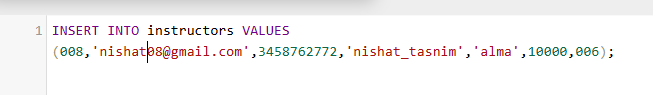 1 INSERT INTO instructors VALUES
(008,'nishat08@gmail.com',3458762772,'nishat_tasnim','alma',10000,006);